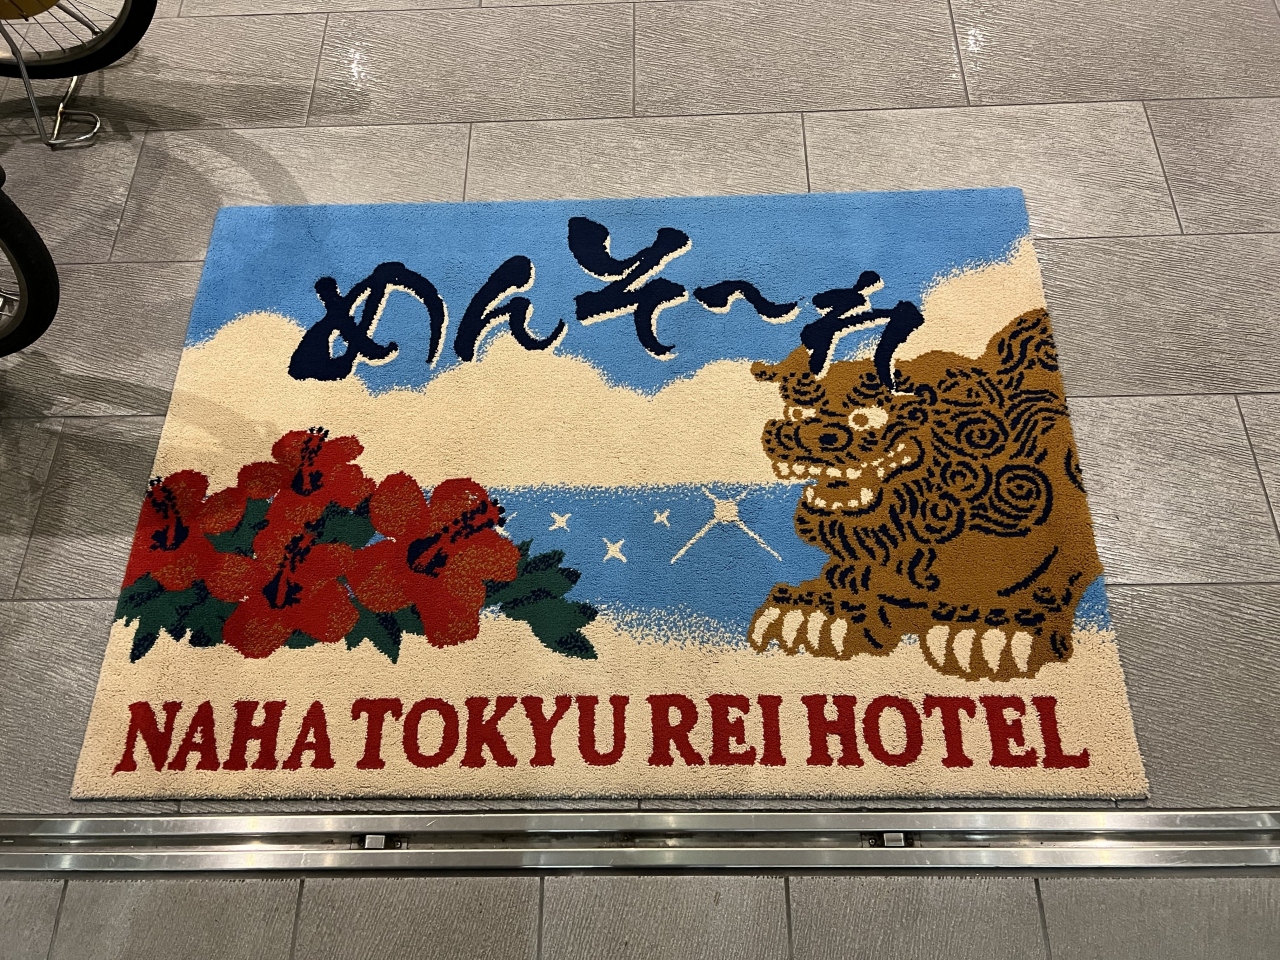 めんそ〜れ
NAHA TOKYU REI HOTEL